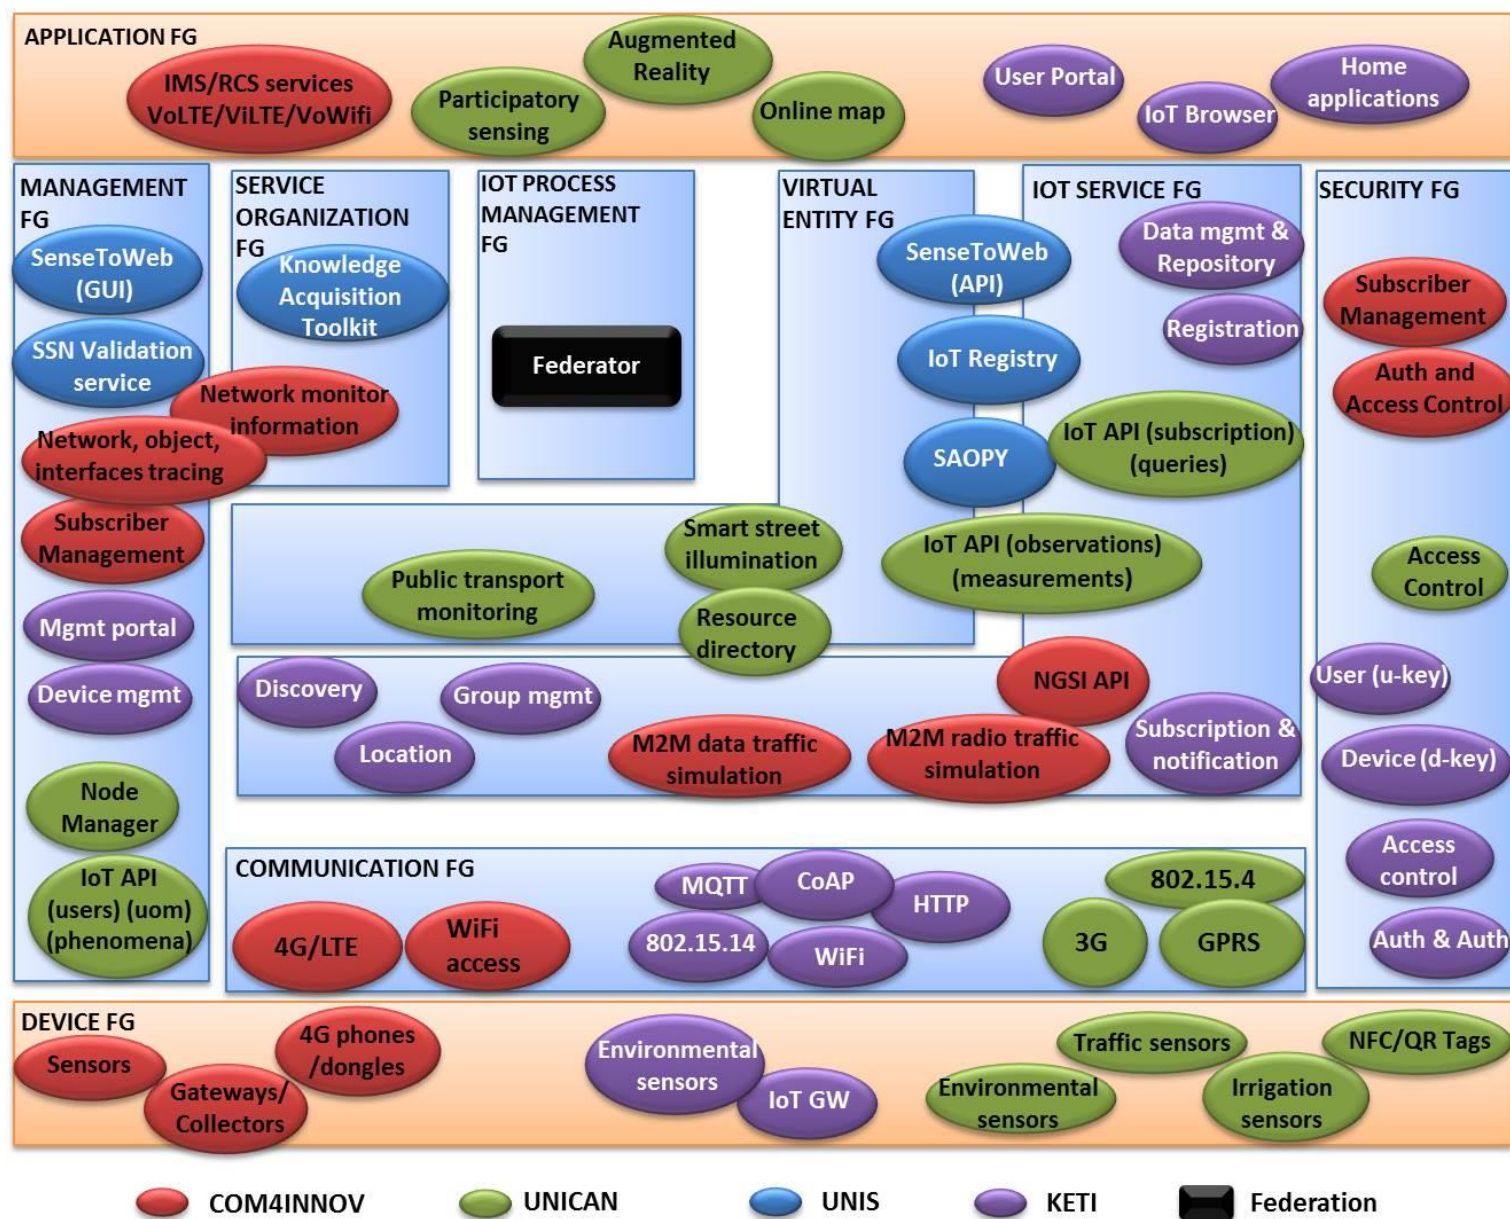 APPLICATION FG
IMS/RCS services
VoLTE/ViLTE/VoWifi
Participatory
sensing
Augmented
Reality
Online map
User Portal
IoT Browser
Home
applications
MANAGEMENT
FG
SenseToWeb
(GUI)
SSN Validation
service
Network, object,
interfaces tracing
Subscriber
Management
Mgmt portal
Device mgmt
Node
Manager
IoT API
(users) (uom)
(phenomena)
SERVICE
ORGANIZATION
FG
Knowledge
Acquisition
Toolkit
Network monitor
information
IOT PROCESS
MANAGEMENT
FG
Federator
VIRTUAL
ENTITY FG
SenseToWeb
(API)
IoT Registry
SAOPY
IoT API (observations)
(measurements)
Smart street
illumination
Public transport
monitoring
Resource
directory
IOT SERVICE FG
Data mgmt &
Repository
Registration
IoT API (subscription)
(queries)
NGSI API
Discovery
Group mgmt
Location
M2M data traffic
simulation
M2M radio traffic
simulation
Subscription &
notification
SECURITY FG
Subscriber
Management
Auth and
Access Control
Access
Control
User (u-key)
Device (d-key)
Access
control
Auth & Auth
COMMUNICATION FG
4G/LTE
WiFi
access
MQTT
CoAP
HTTP
802.15.14
WiFi
802.15.4
3G
GPRS
DEVICE FG
Sensors
Gateways/
Collectors
4G phones
/dongles
Environmental
sensors
IoT GW
Environmental
sensors
Traffic sensors
Irrigation
sensors
NFC/QR Tags
COM4INNOV
UNICAN
UNIS
KETI
Federation